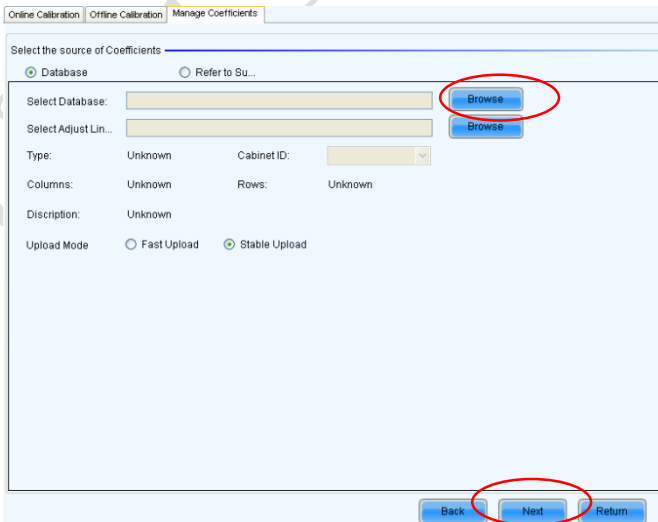 Online Calibration Offline Calibration Manage Coefficients
Select the source of Coefficients
Database Refer to Su...
Select Database: Browse
Select Adjust Lin... Browse
Type: Unknown Cabinet ID:
Columns: Unknown Rows: Unknown
Discription: Unknown
Upload Mode Fast Upload Stable Upload
Back Next Return